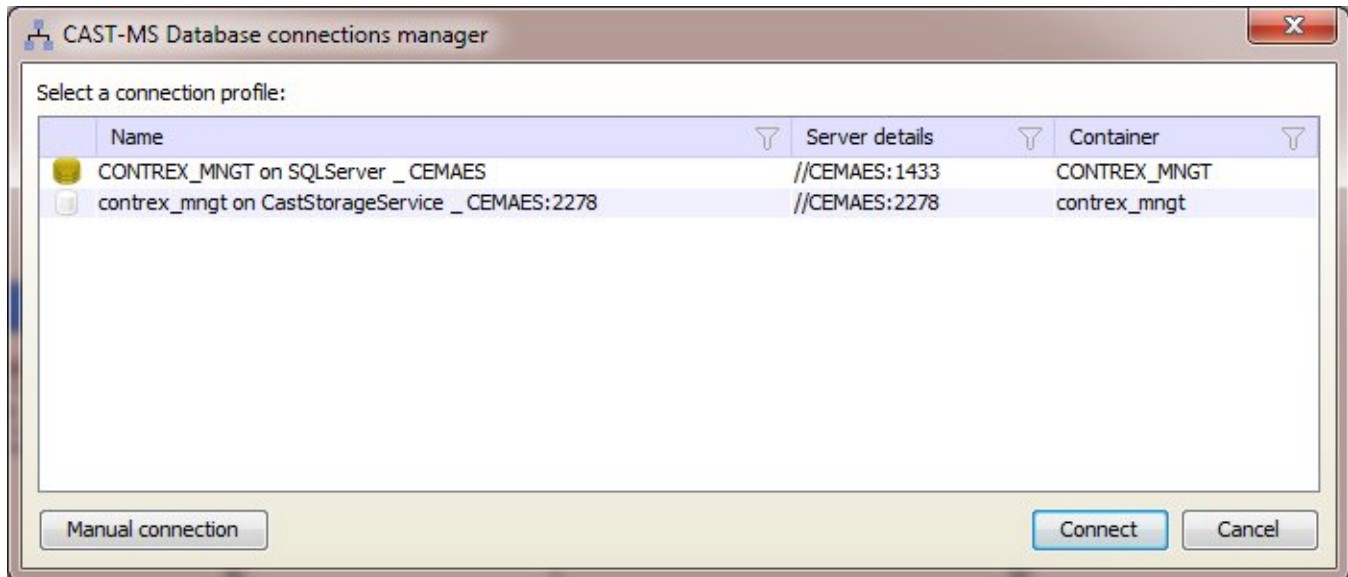 CAST-MS Database connections manager
Select a connection profile:
Name Server details Container
CONTREX_MNGT on SQLServer _ CEMAES //CEMAES:1433 CONTREX_MNGT
contrex_mngt on CastStorageService _ CEMAES:2278 //CEMAES:2278 contrex_mngt
Manual connection Connect Cancel